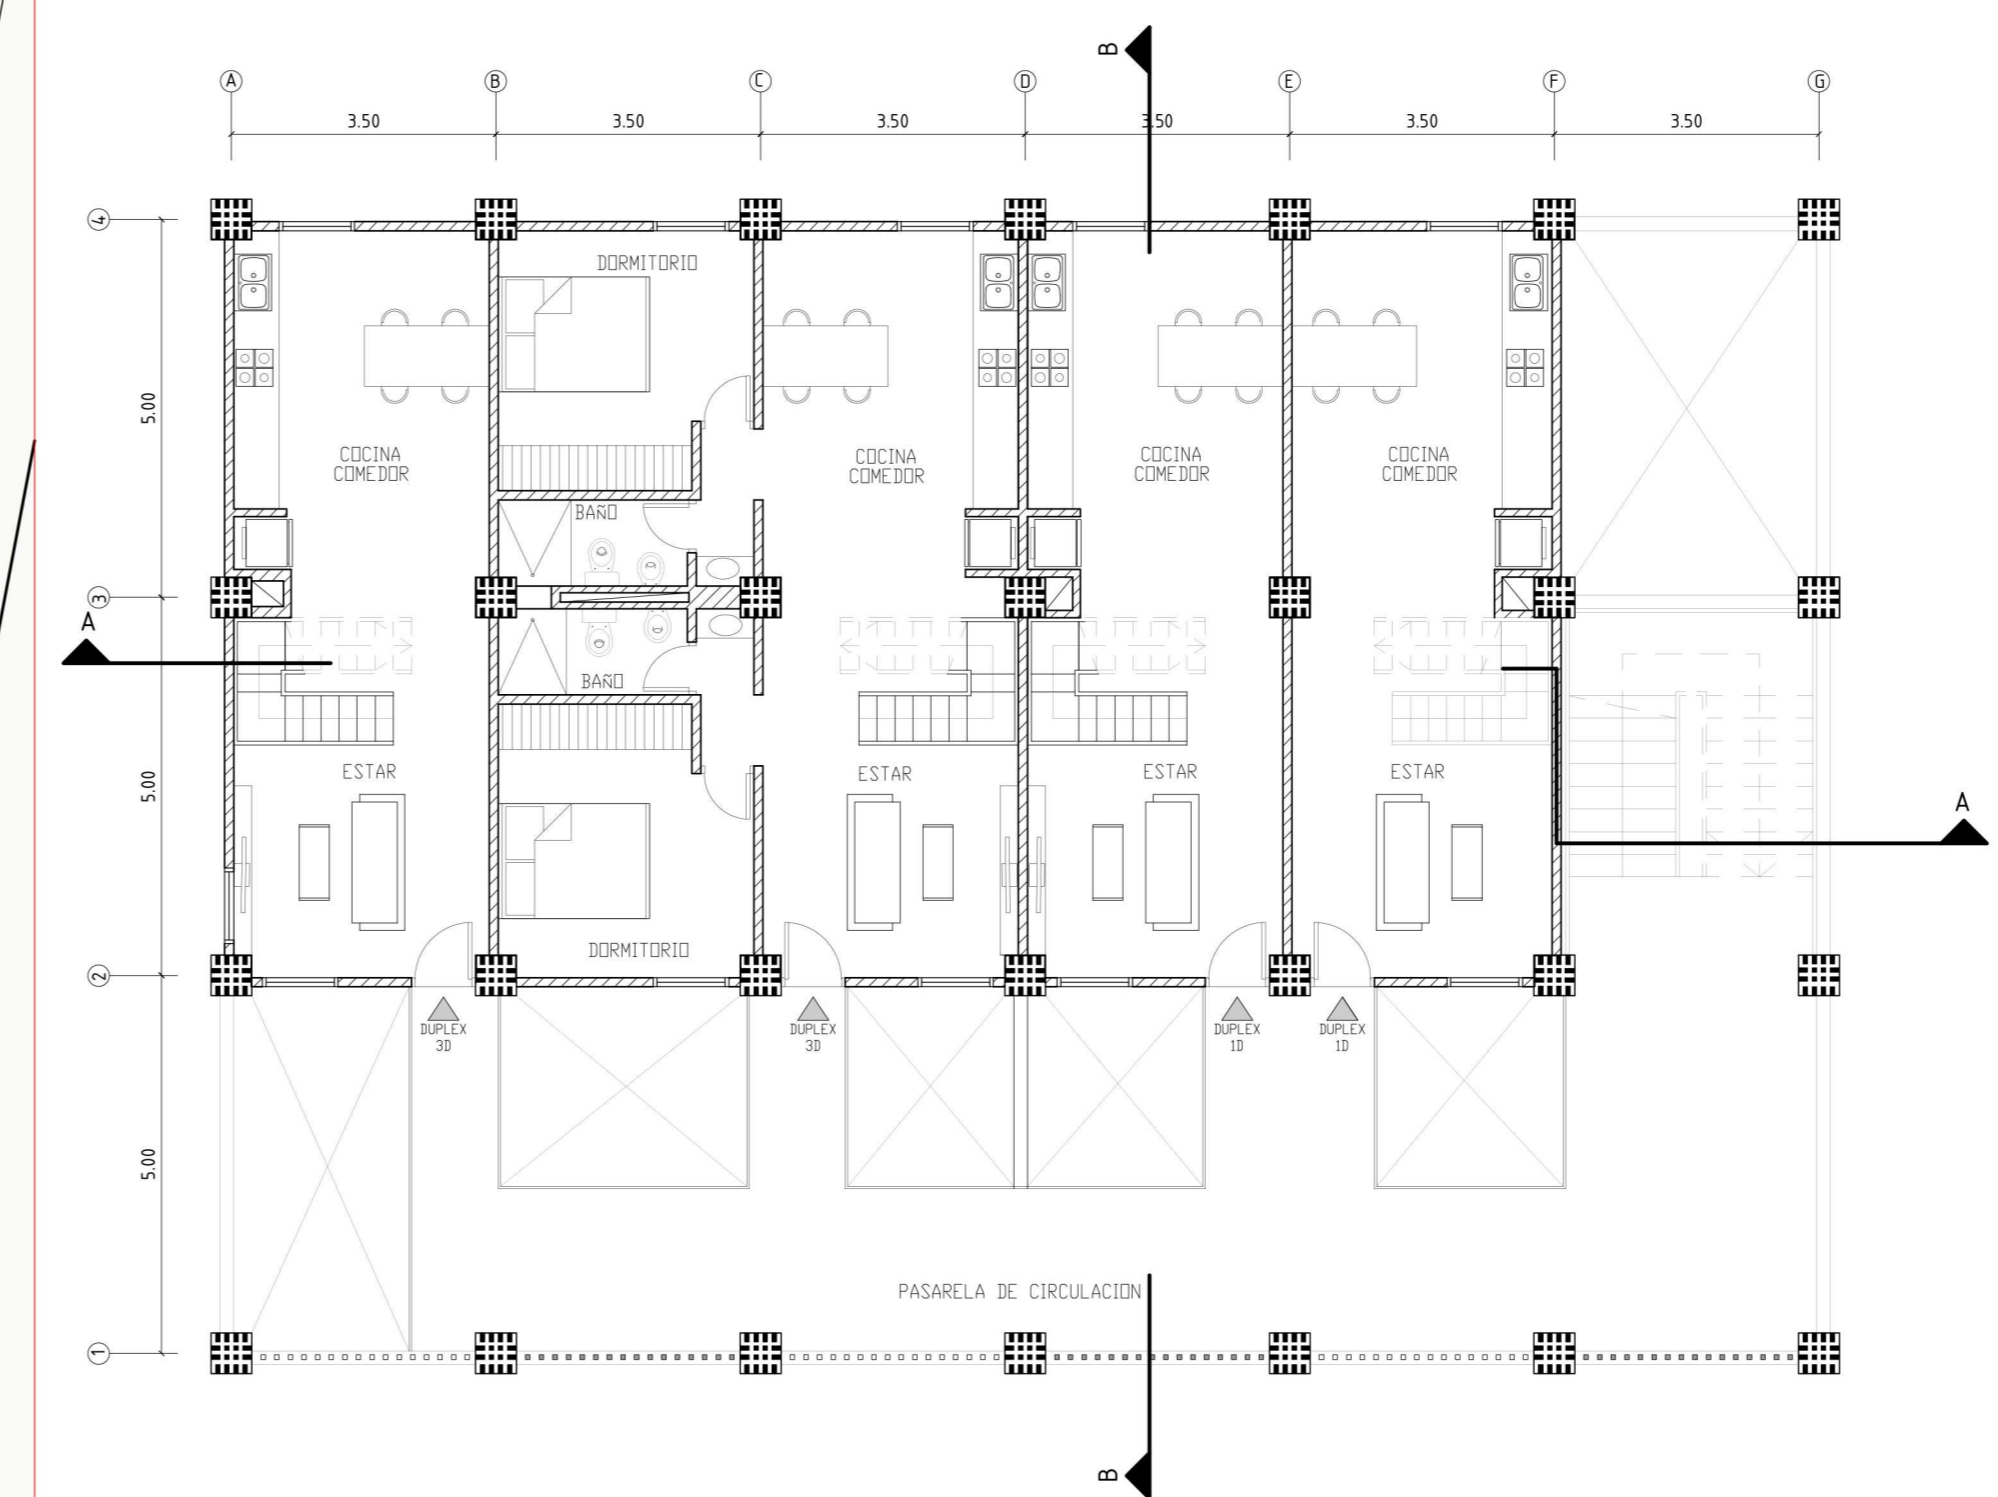 B
A B C D E F G
3.50 3.50 3.50 3.50 3.50 3.50
4
DORMITORIO
5.00
COCINA
COMEDOR
COCINA
COMEDOR
COCINA
COMEDOR
COCINA
COMEDOR
BAÑO
3
A
BAÑO
5.00
ESTAR
ESTAR
ESTAR
ESTAR
A
DORMITORIO
2
DUPLEX
3D
DUPLEX
3D
DUPLEX
1D
DUPLEX
1D
5.00
PASARELA DE CIRCULACION
1
B